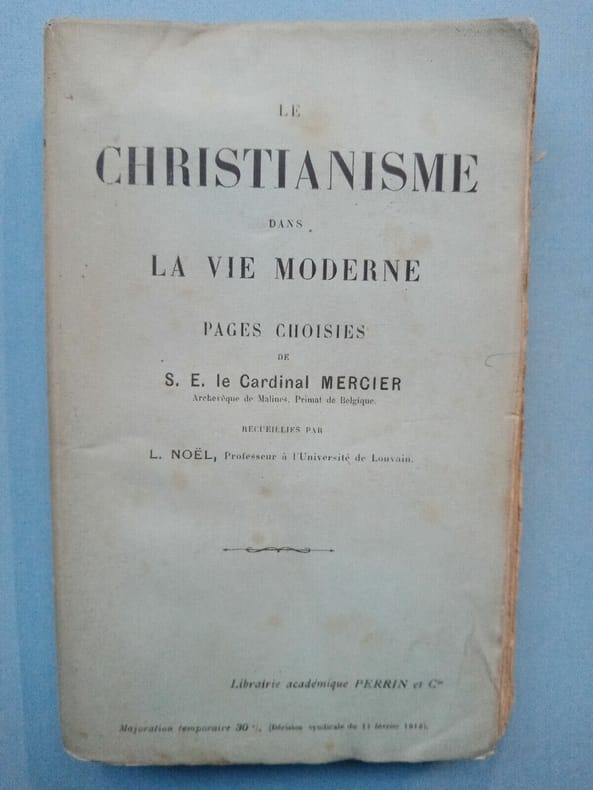 LE
CHRISTIANISME
DANS
LA VIE MODERNE
PAGES CHOISIES
DE
S. E. le Cardinal MERCIER
Archevêque de Malines, Primat de Belgique.
RECUEILLIES PAR
L. NOËL, Professeur à l'Université de Louvain.
Librairie académique PERRIN et Cie
Majoration temporaire 30 %, (Décision syndicale du 11 février 1918).